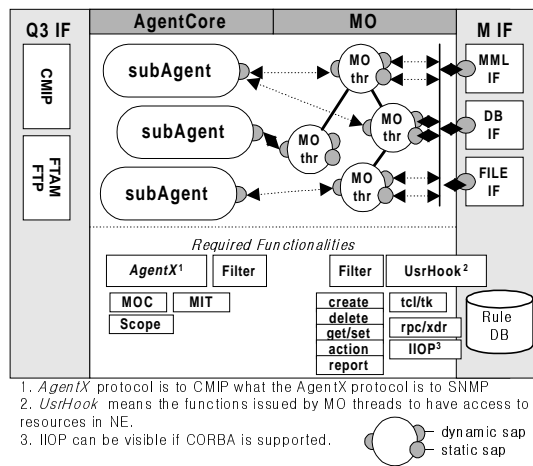 Q3 IF
AgentCore
MO
M IF
CMIP
FTAM
FTP
subAgent
subAgent
subAgent
MO
thr
MO
thr
MO
thr
MO
thr
MML
IF
DB
IF
FILE
IF
Required Functionalities
AgentX1
Filter
MOC
MIT
Scope
Filter
UsrHook2
create
delete
get/set
action
report
tcl/tk
rpc/xdr
IIOP3
Rule
DB
1. AgentX protocol is to CMIP what the AgentX protocol is to SNMP
2. UsrHook means the functions issued by MO threads to have access to
resources in NE.
3. IIOP can be visible if CORBA is supported.
dynamic sap
static sap